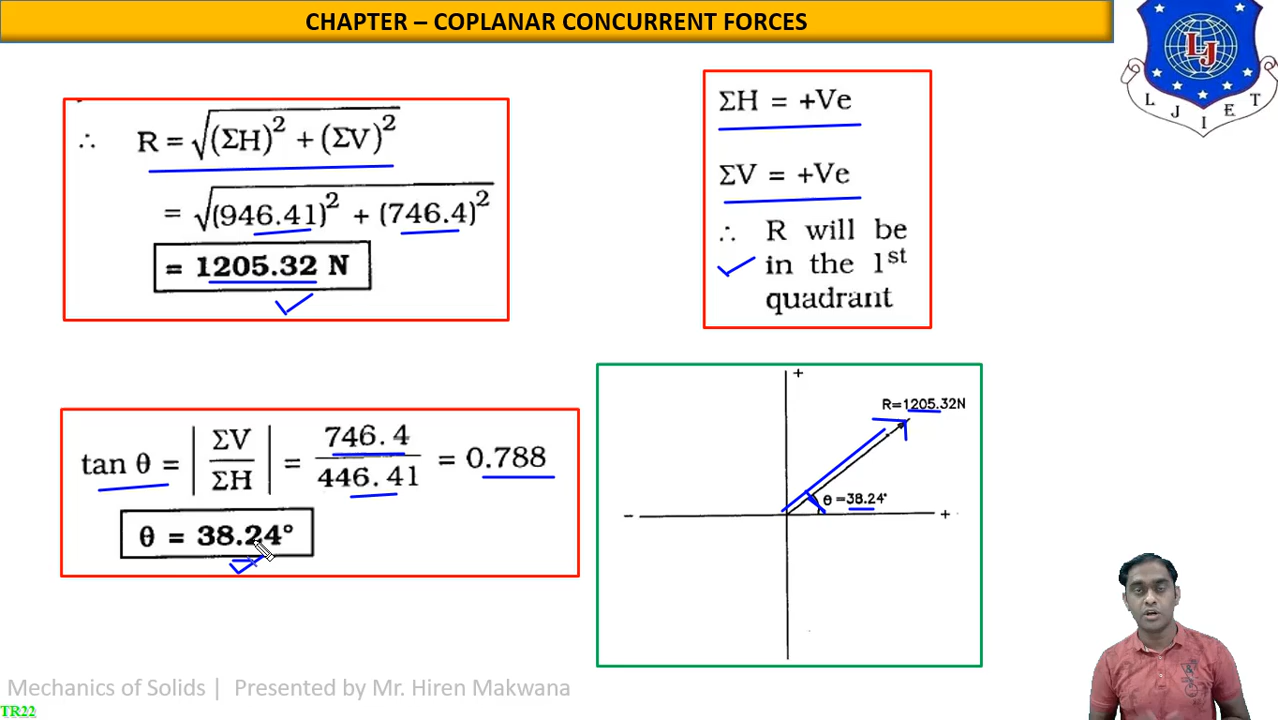 CHAPTER – COPLANAR CONCURRENT FORCES
LJ
L J I E T
∴ R = √(ΣH)² + (ΣV)²
= √(946.41)² + (746.4)²
= 1205.32 N
ΣH = +Ve
ΣV = +Ve
∴ R will be
in the 1st
quadrant
tan θ = | ΣV / ΣH | = 746.4 / 446.41 = 0.788
θ = 38.24°
+
R=1205.32N
θ =38.24°
– +
Mechanics of Solids | Presented by Mr. Hiren Makwana
TR22